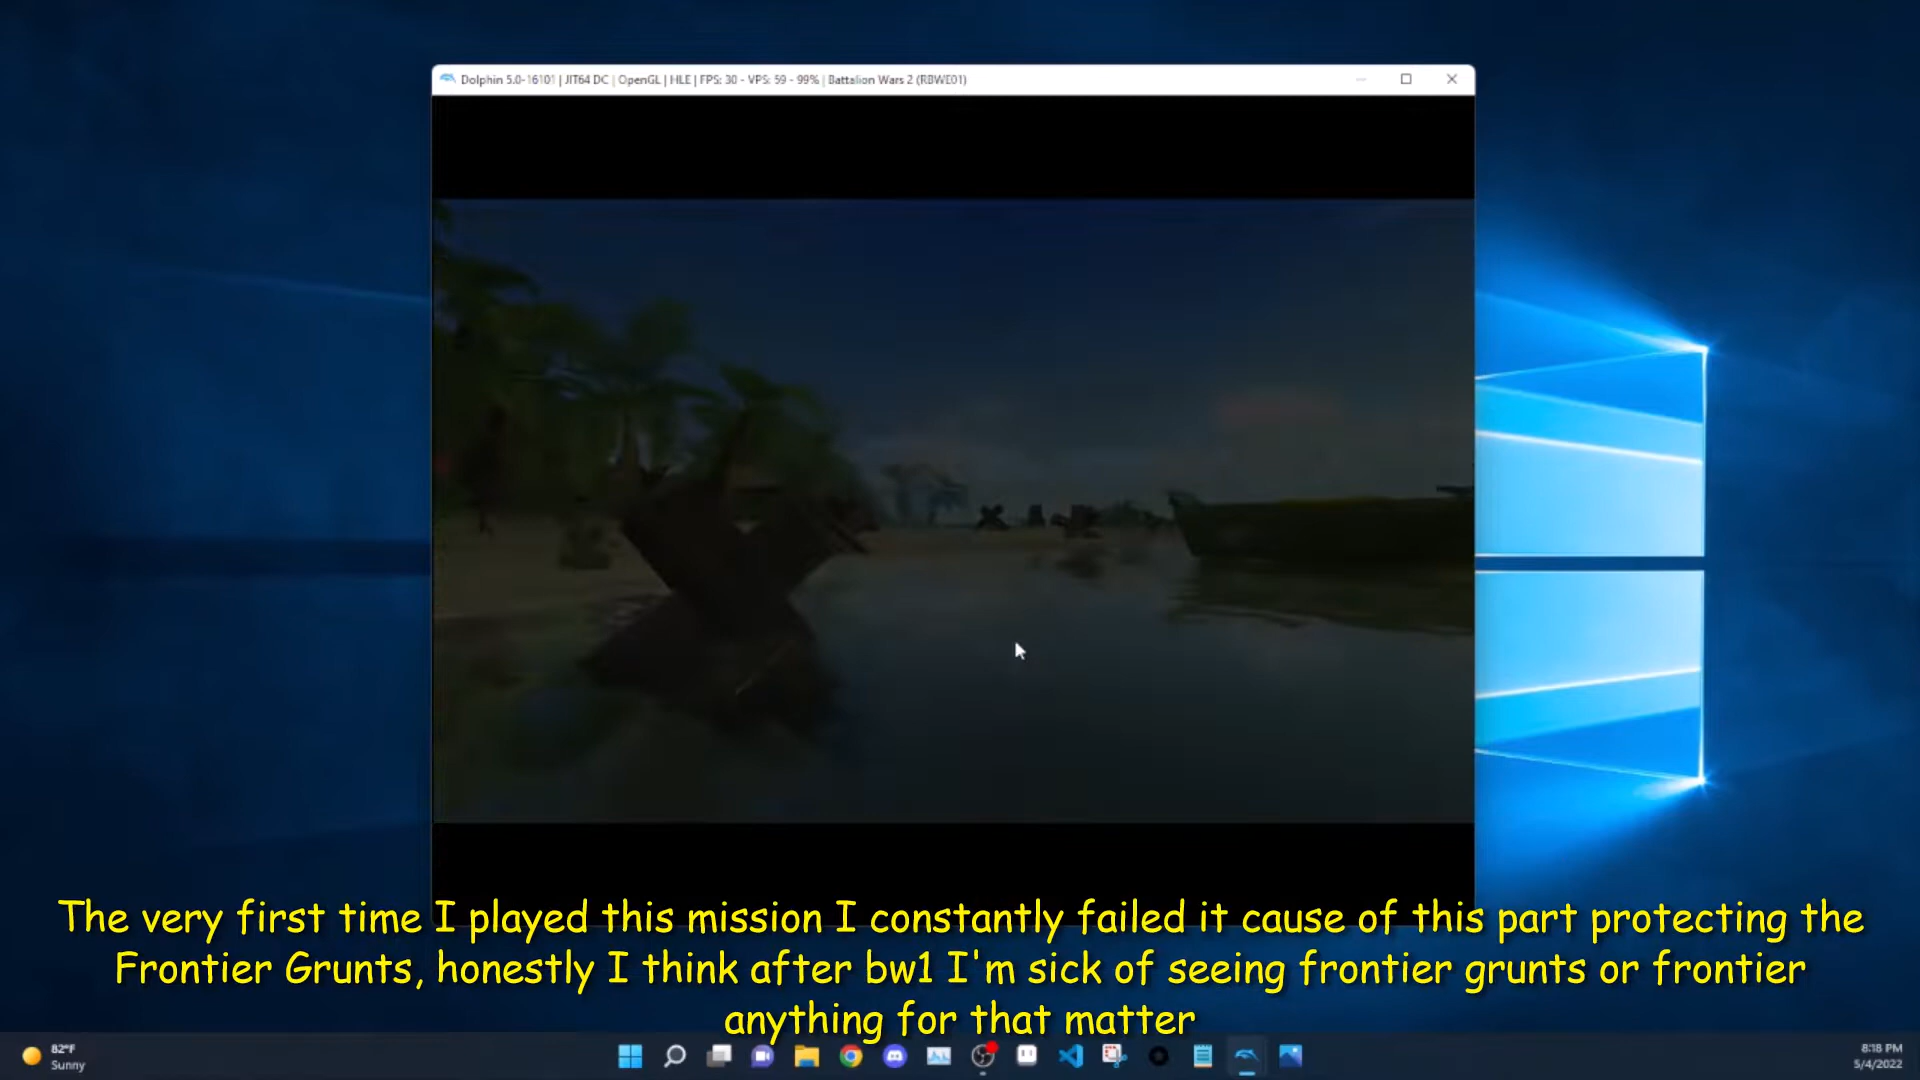 Dolphin 5.0-16101 | JIT64 DC | OpenGL | HLE | FPS: 30 - VPS: 59 - 99% | Battalion Wars 2 (RBWE01)
The very first time I played this mission I constantly failed it cause of this part protecting the
Frontier Grunts, honestly I think after bw1 I'm sick of seeing frontier grunts or frontier
anything for that matter
82°F
Sunny
8:18 PM
5/4/2022